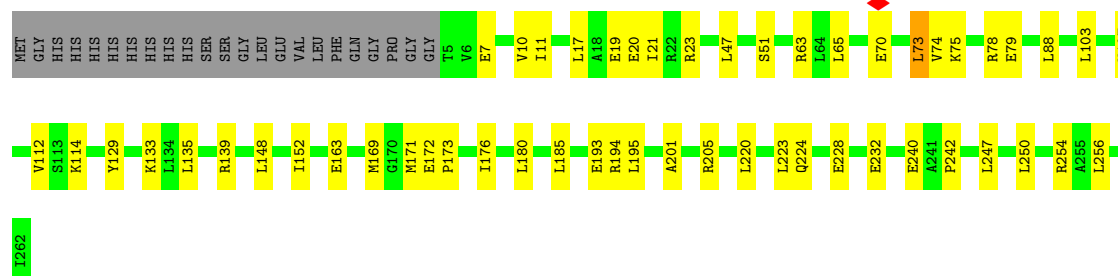 MET GLY HIS HIS HIS HIS HIS HIS HIS HIS HIS HIS SER SER GLY LEU GLU VAL LEU PHE GLN GLY PRO GLY GLY T5 V6 E7 V10 I11 L17 A18 E19 E20 I21 R22 R23 L47 S51 R63 L64 L65 E70 L73 V74 K75 R78 E79 L88 L103
V112 S113 K114 Y129 K133 L134 L135 R139 L148 I152 E163 M169 G170 M171 E172 P173 I176 L180 L185 E193 R194 L195 A201 R205 L220 L223 Q224 E228 E232 E240 A241 P242 L247 L250 R254 A255 L256
I262